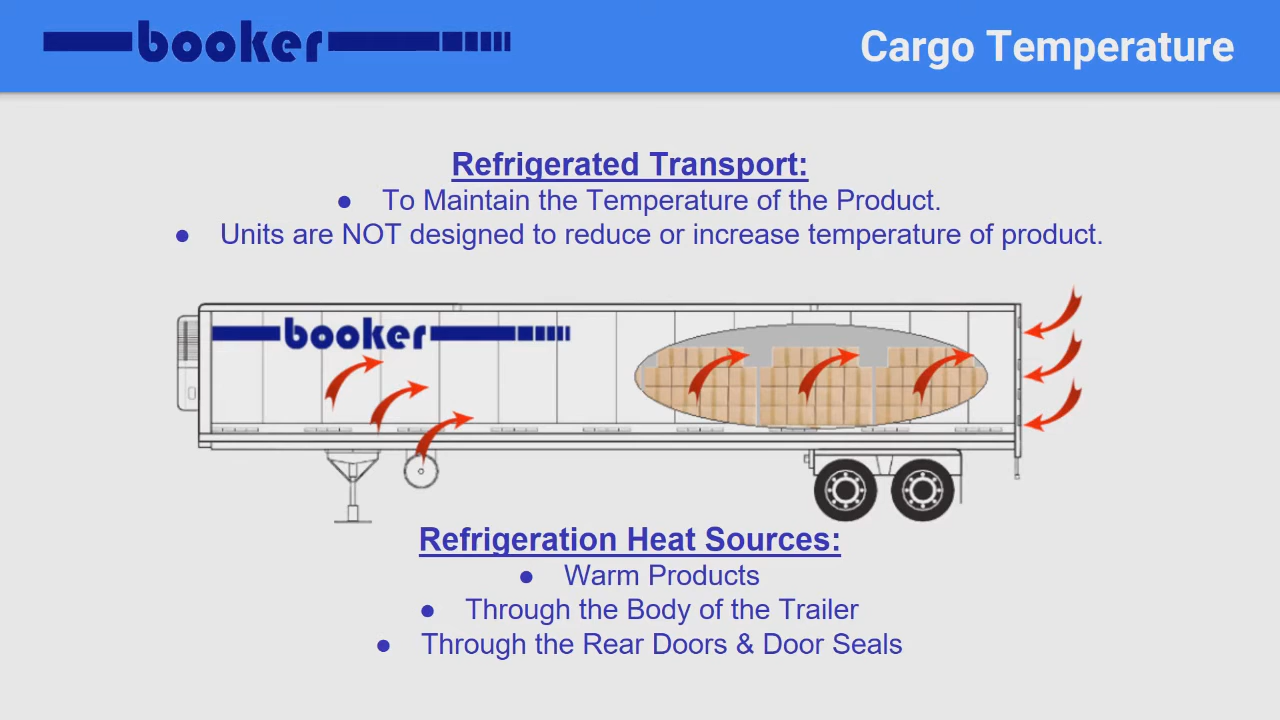 booker
Cargo Temperature
Refrigerated Transport:
● To Maintain the Temperature of the Product.
● Units are NOT designed to reduce or increase temperature of product.
booker
Refrigeration Heat Sources:
● Warm Products
● Through the Body of the Trailer
● Through the Rear Doors & Door Seals